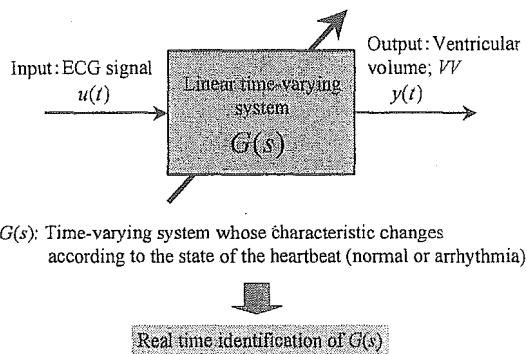 Input: ECG signal
u(t)
Linear time-varying
system
G(s)
Output: Ventricular
volume; VV
y(t)
G(s): Time-varying system whose characteristic changes
according to the state of the heartbeat (normal or arrhythmia)
Real time identification of G(s)